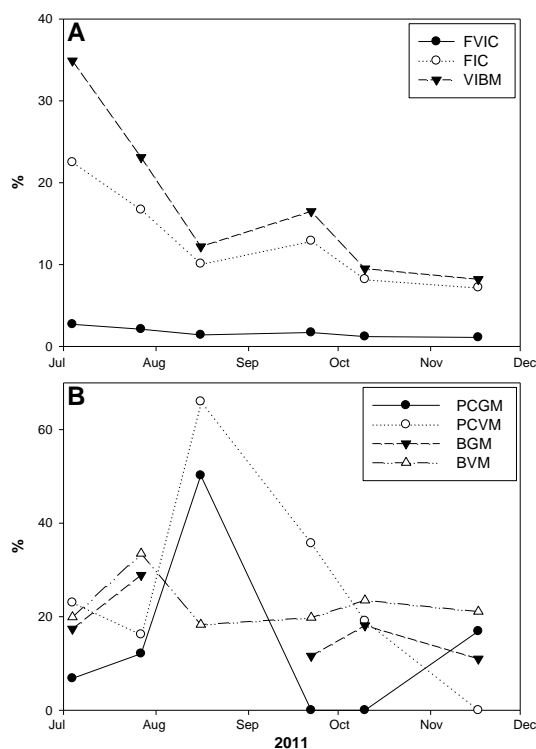 A
FVIC
FIC
VIBM
40
30
20
10
0
%
Jul Aug Sep Oct Nov Dec
B
PCGM
PCVM
BGM
BVM
60
40
20
0
%
Jul Aug Sep Oct Nov Dec
2011